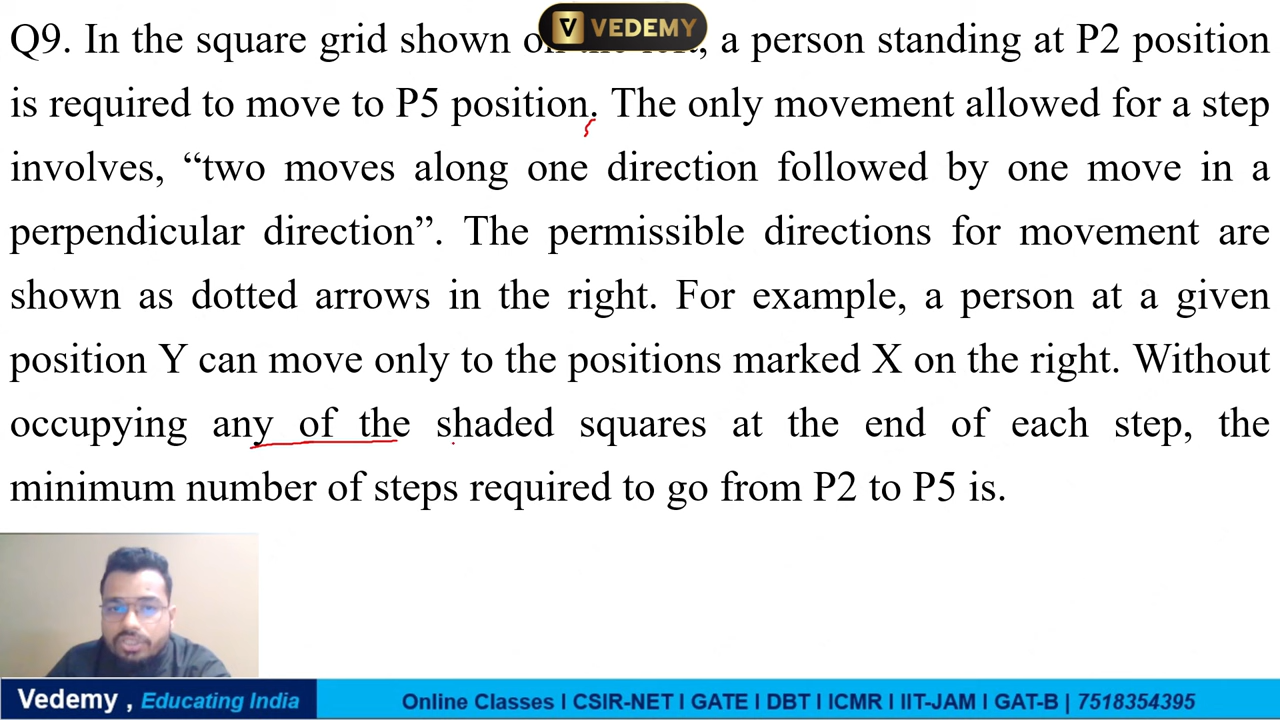 VEDEMY
Q9. In the square grid shown on the left, a person standing at P2 position
is required to move to P5 position. The only movement allowed for a step
involves, “two moves along one direction followed by one move in a
perpendicular direction”. The permissible directions for movement are
shown as dotted arrows in the right. For example, a person at a given
position Y can move only to the positions marked X on the right. Without
occupying any of the shaded squares at the end of each step, the
minimum number of steps required to go from P2 to P5 is.
Vedemy , Educating India
Online Classes I CSIR-NET I GATE I DBT I ICMR I IIT-JAM I GAT-B | 7518354395